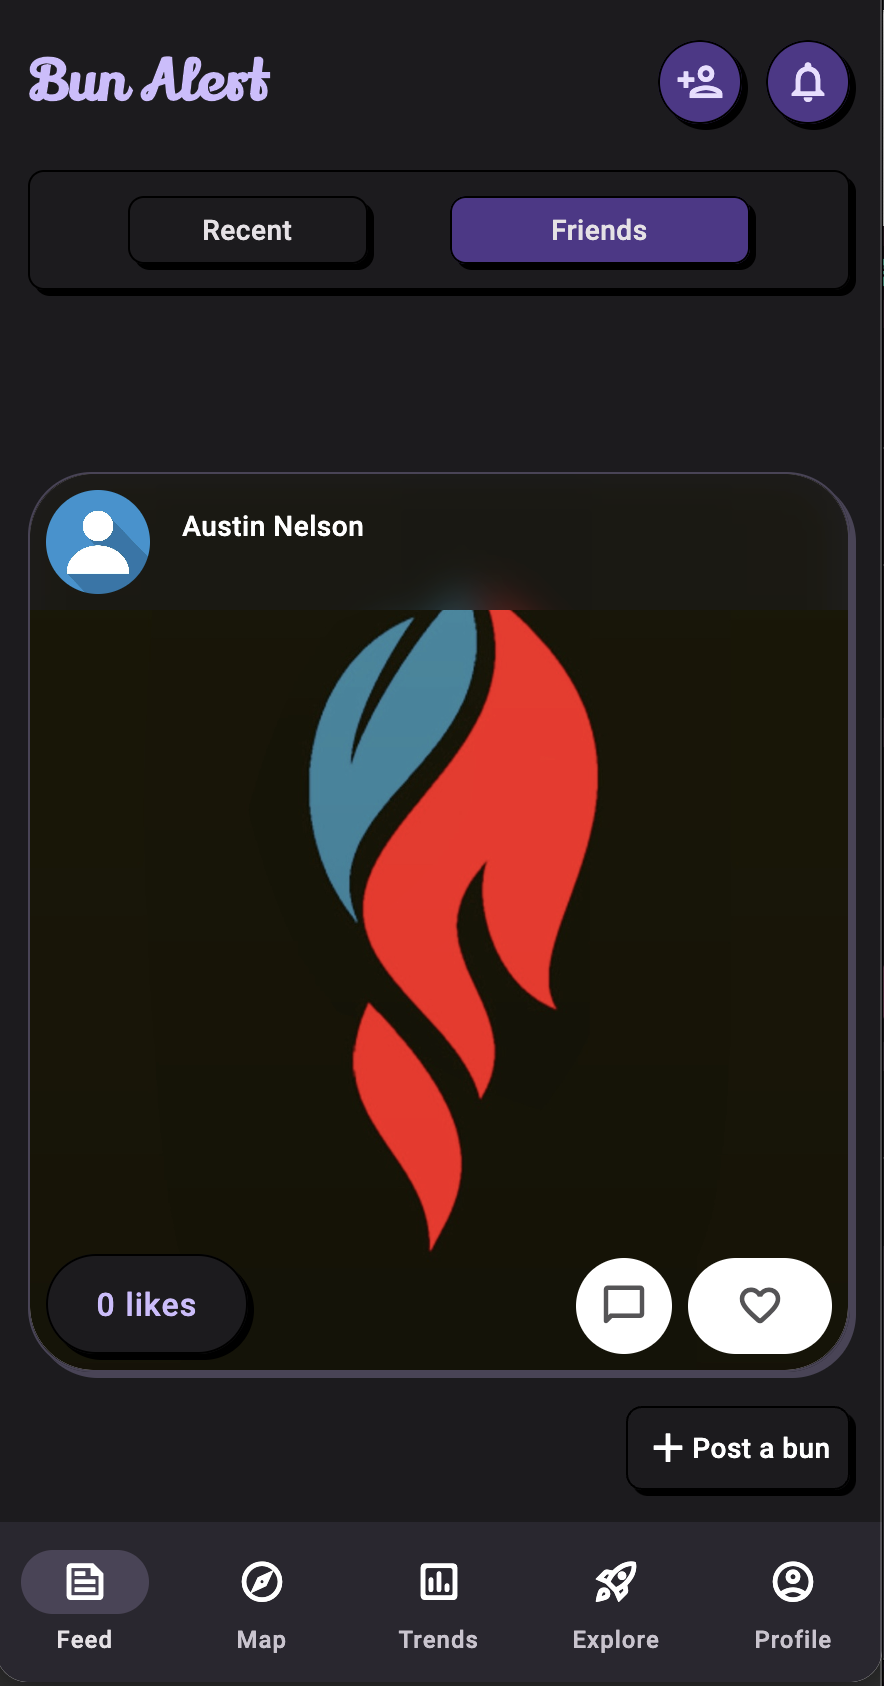 Bun Alert
Recent
Friends
Austin Nelson
0 likes
Post a bun
Feed
Map
Trends
Explore
Profile